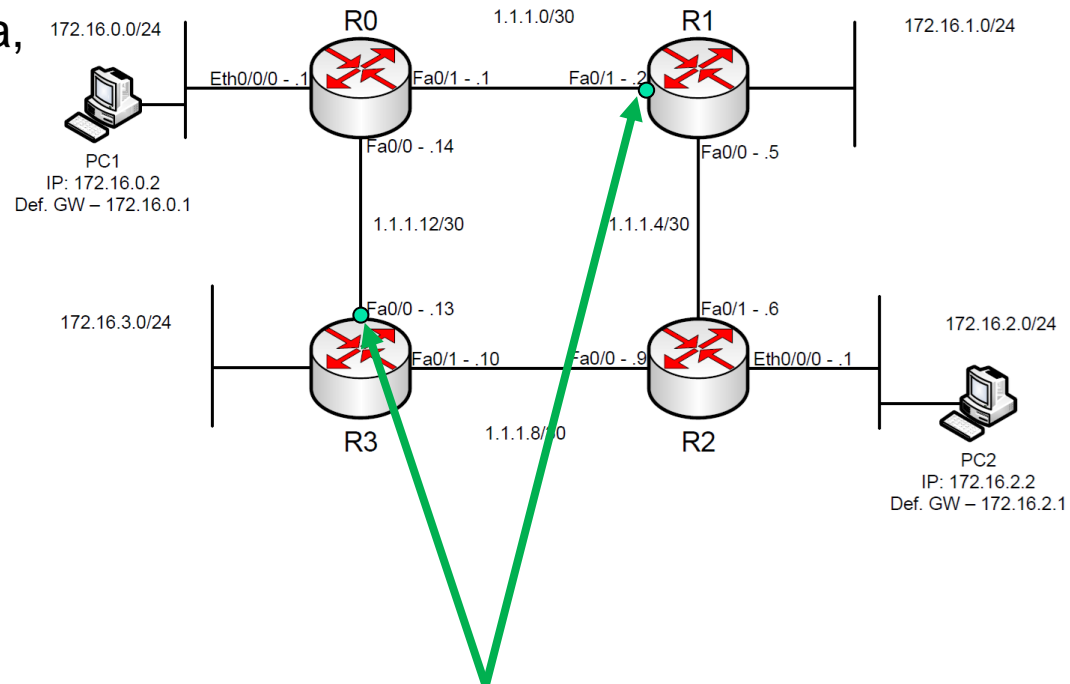 a,
172.16.0.0/24
R0
1.1.1.0/30
R1
172.16.1.0/24
Eth0/0/0 - .1
Fa0/1 - .1
Fa0/1 - .2
PC1
IP: 172.16.0.2
Def. GW – 172.16.0.1
Fa0/0 - .14
Fa0/0 - .5
1.1.1.12/30
1.1.1.4/30
172.16.3.0/24
Fa0/0 - .13
Fa0/1 - .6
172.16.2.0/24
Fa0/1 - .10
Fa0/0 - .9
Eth0/0/0 - .1
R3
1.1.1.8/30
R2
PC2
IP: 172.16.2.2
Def. GW – 172.16.2.1